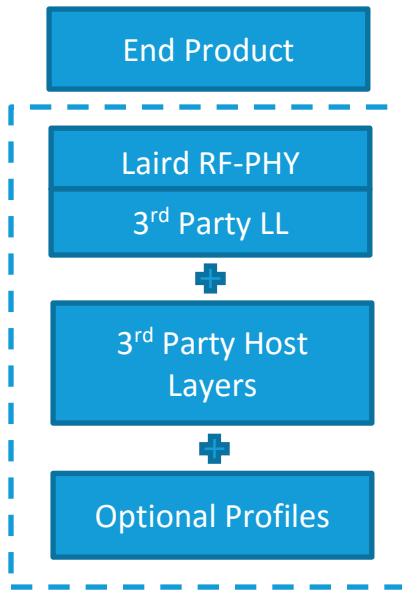 End Product
Laird RF-PHY
3rd Party LL
3rd Party Host
Layers
Optional Profiles